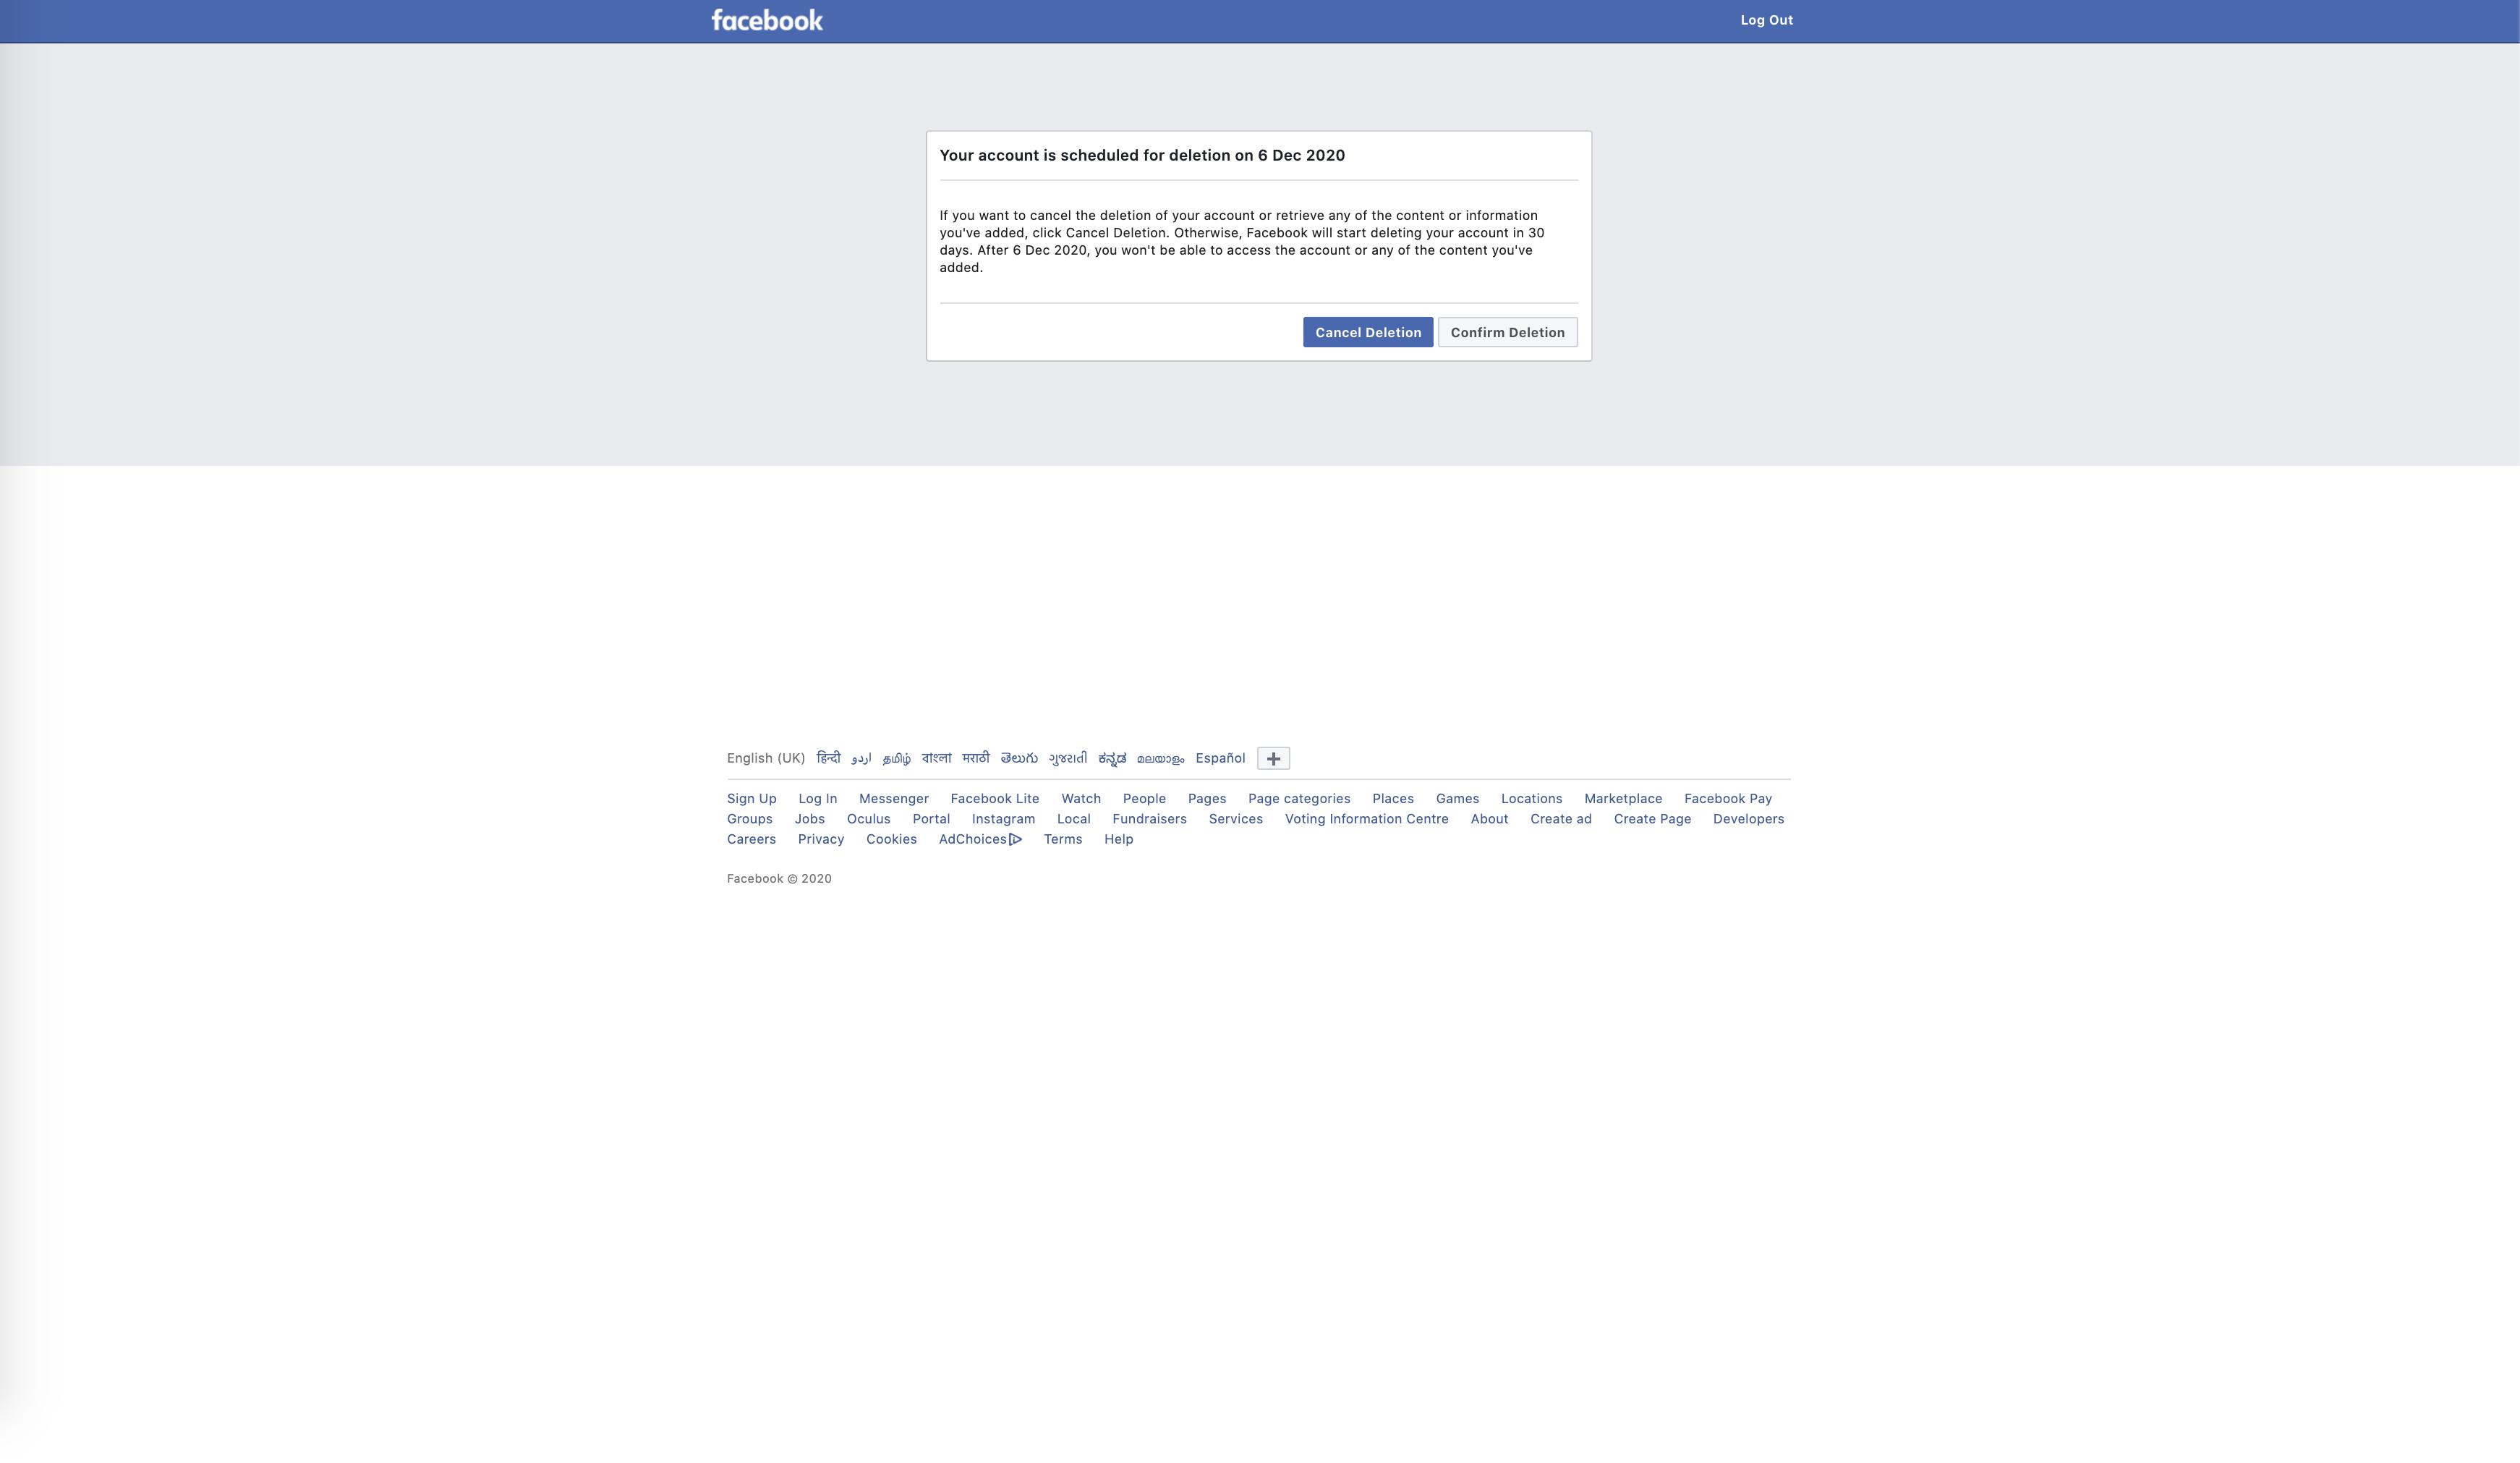 facebook
Log Out
Your account is scheduled for deletion on 6 Dec 2020
If you want to cancel the deletion of your account or retrieve any of the content or information
you've added, click Cancel Deletion. Otherwise, Facebook will start deleting your account in 30
days. After 6 Dec 2020, you won't be able to access the account or any of the content you've
added.
Cancel Deletion Confirm Deletion
English (UK) हिन्दी اردو தமிழ் বাংলা मराठी తెలుగు ગુજરાતી ಕನ್ನಡ മലയാളം Español
Sign Up Log In Messenger Facebook Lite Watch People Pages Page categories Places Games Locations Marketplace Facebook Pay
Groups Jobs Oculus Portal Instagram Local Fundraisers Services Voting Information Centre About Create ad Create Page Developers
Careers Privacy Cookies AdChoices Terms Help
Facebook © 2020